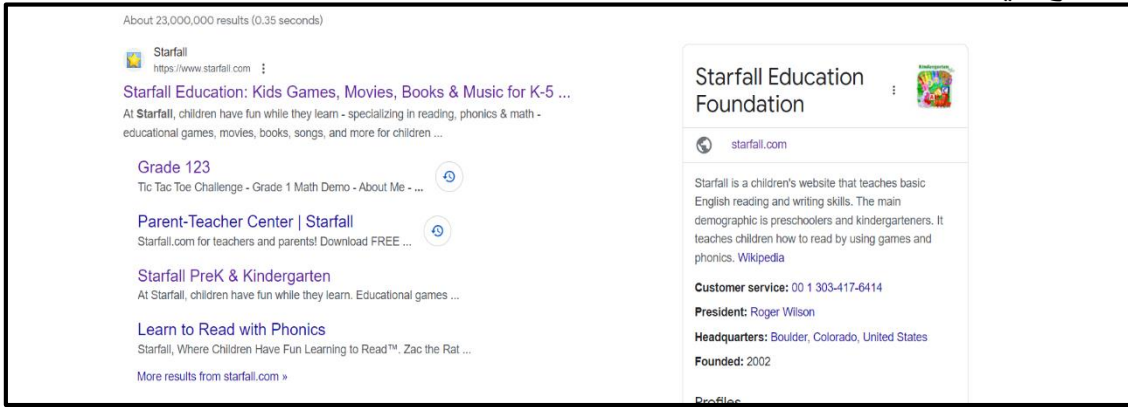 About 23,000,000 results (0.35 seconds)
Starfall
https://www.starfall.com
Starfall Education: Kids Games, Movies, Books & Music for K-5 ...
At Starfall, children have fun while they learn - specializing in reading, phonics & math -
educational games, movies, books, songs, and more for children ...
Grade 123
Tic Tac Toe Challenge - Grade 1 Math Demo - About Me - ...
Parent-Teacher Center | Starfall
Starfall.com for teachers and parents! Download FREE ...
Starfall PreK & Kindergarten
At Starfall, children have fun while they learn. Educational games ...
Learn to Read with Phonics
Starfall, Where Children Have Fun Learning to Read™. Zac the Rat ...
More results from starfall.com »
Starfall Education
Foundation
starfall.com
Starfall is a children's website that teaches basic
English reading and writing skills. The main
demographic is preschoolers and kindergarteners. It
teaches children how to read by using games and
phonics. Wikipedia
Customer service: 00 1 303-417-6414
President: Roger Wilson
Headquarters: Boulder, Colorado, United States
Founded: 2002
Profiles